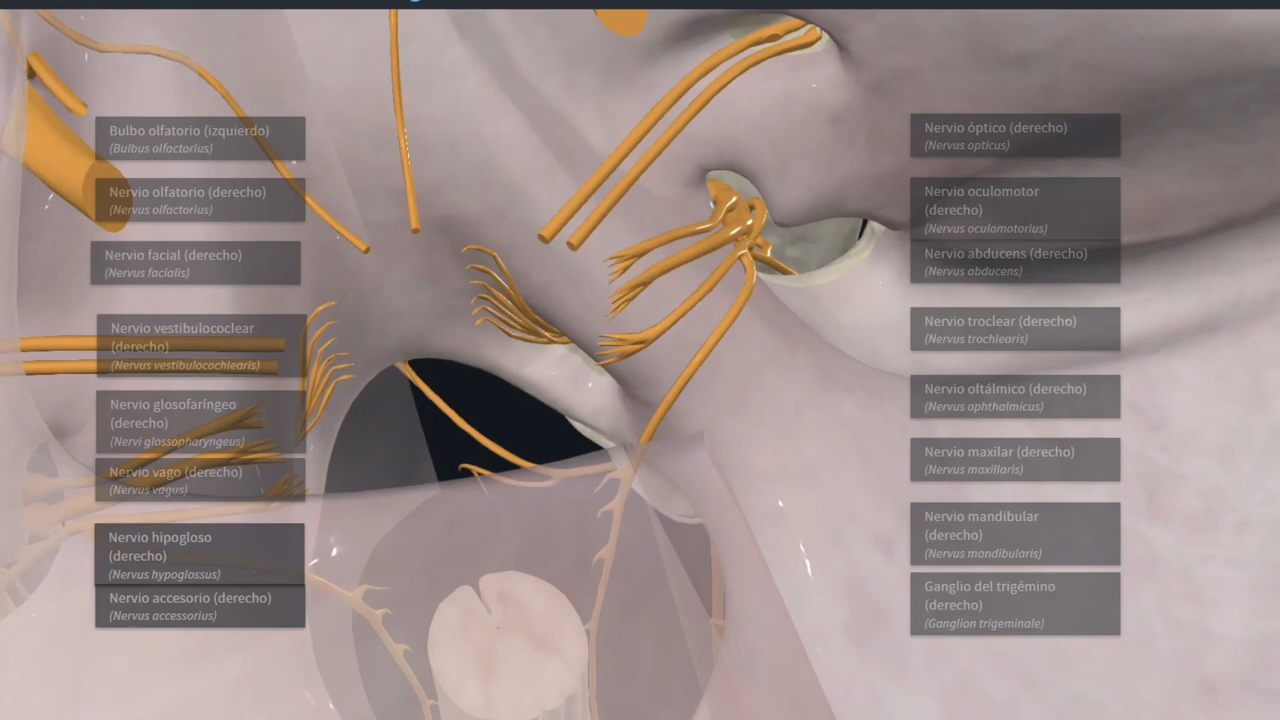 Bulbo olfatorio (izquierdo)
(Bulbus olfactorius)
Nervio olfatorio (derecho)
(Nervus olfactorius)
Nervio facial (derecho)
(Nervus facialis)
Nervio vestibulococlear
(derecho)
(Nervus vestibulocochlearis)
Nervio glosofaríngeo
(derecho)
(Nervi glossopharyngeus)
Nervio vago (derecho)
(Nervus vagus)
Nervio hipogloso
(derecho)
(Nervus hypoglossus)
Nervio accesorio (derecho)
(Nervus accessorius)
Nervio óptico (derecho)
(Nervus opticus)
Nervio oculomotor
(derecho)
(Nervus oculomotorius)
Nervio abducens (derecho)
(Nervus abducens)
Nervio troclear (derecho)
(Nervus trochlearis)
Nervio oftálmico (derecho)
(Nervus ophthalmicus)
Nervio maxilar (derecho)
(Nervus maxillaris)
Nervio mandibular
(derecho)
(Nervus mandibularis)
Ganglio del trigémino
(derecho)
(Ganglion trigeminale)